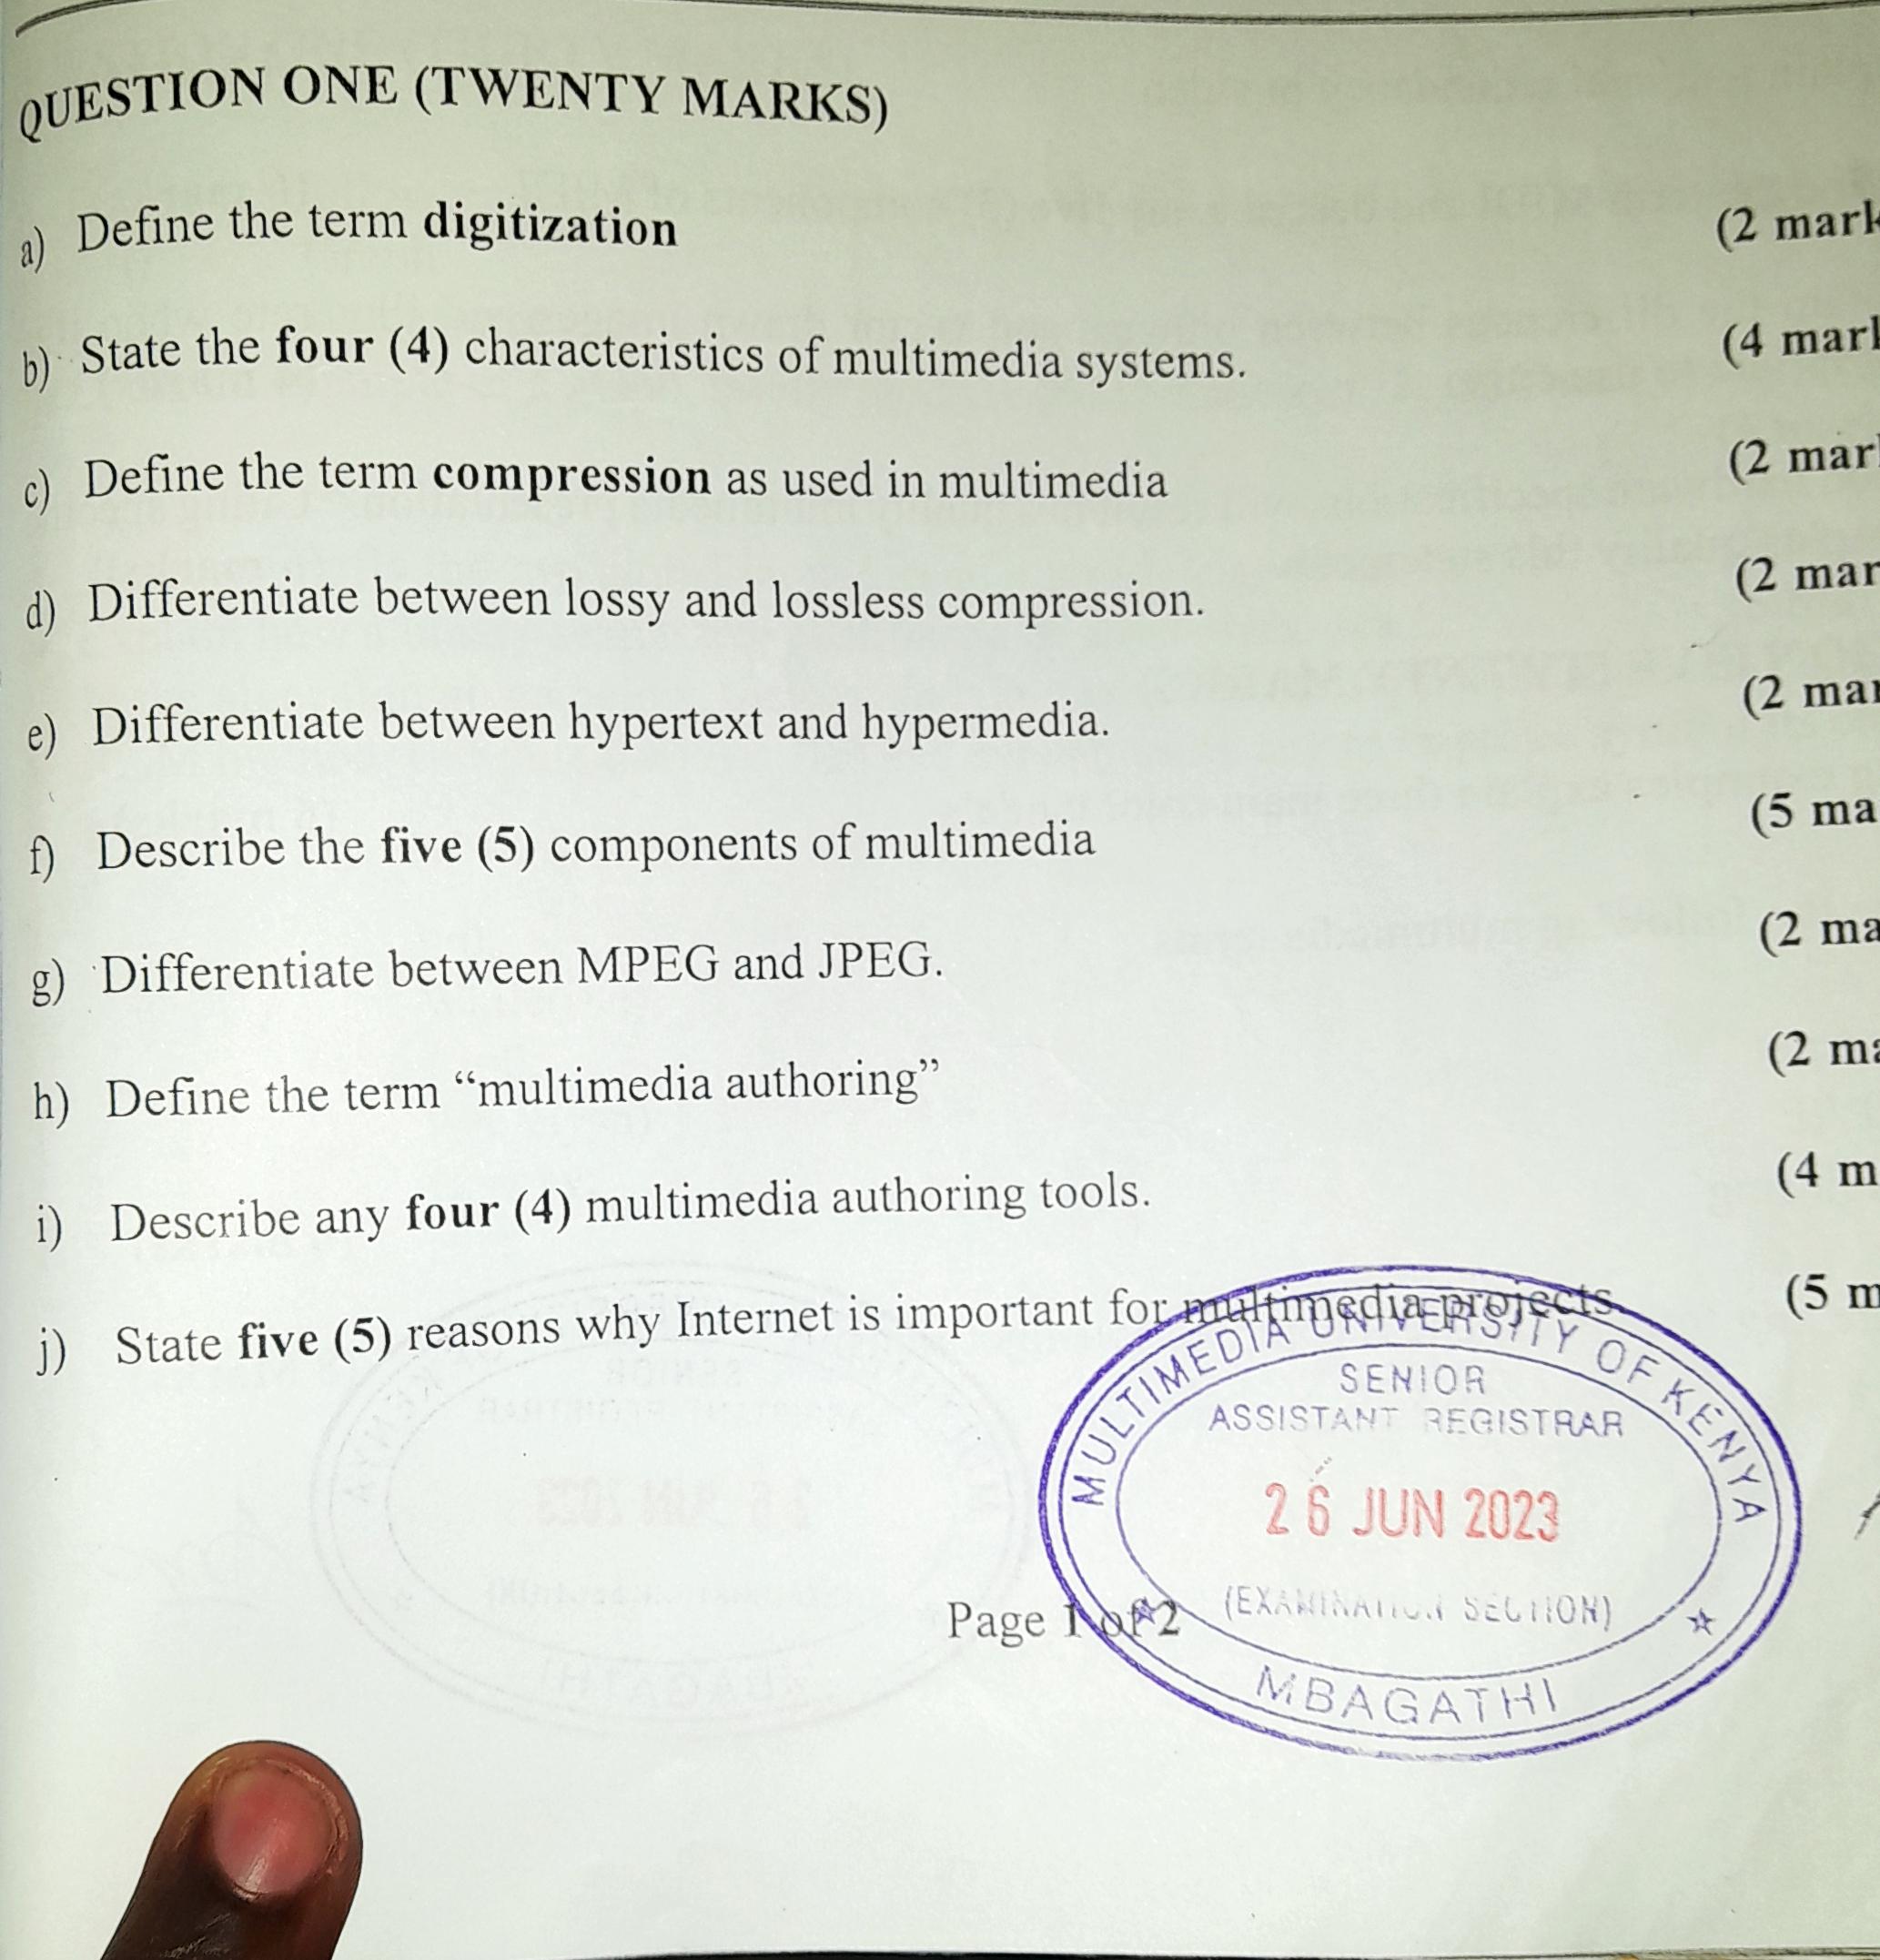 QUESTION ONE (TWENTY MARKS)
a) Define the term digitization (2 mark
b) State the four (4) characteristics of multimedia systems. (4 mark
c) Define the term compression as used in multimedia (2 mar
d) Differentiate between lossy and lossless compression. (2 mar
e) Differentiate between hypertext and hypermedia. (2 mar
f) Describe the five (5) components of multimedia (5 ma
g) Differentiate between MPEG and JPEG. (2 ma
h) Define the term “multimedia authoring” (2 ma
i) Describe any four (4) multimedia authoring tools. (4 m
j) State five (5) reasons why Internet is important for multimedia projects. (5 m
MULTIMEDIA UNIVERSITY OF KENYA
SENIOR
ASSISTANT REGISTRAR
26 JUN 2023
(EXAMINATION SECTION)
MBAGATHI
Page 1 of 2